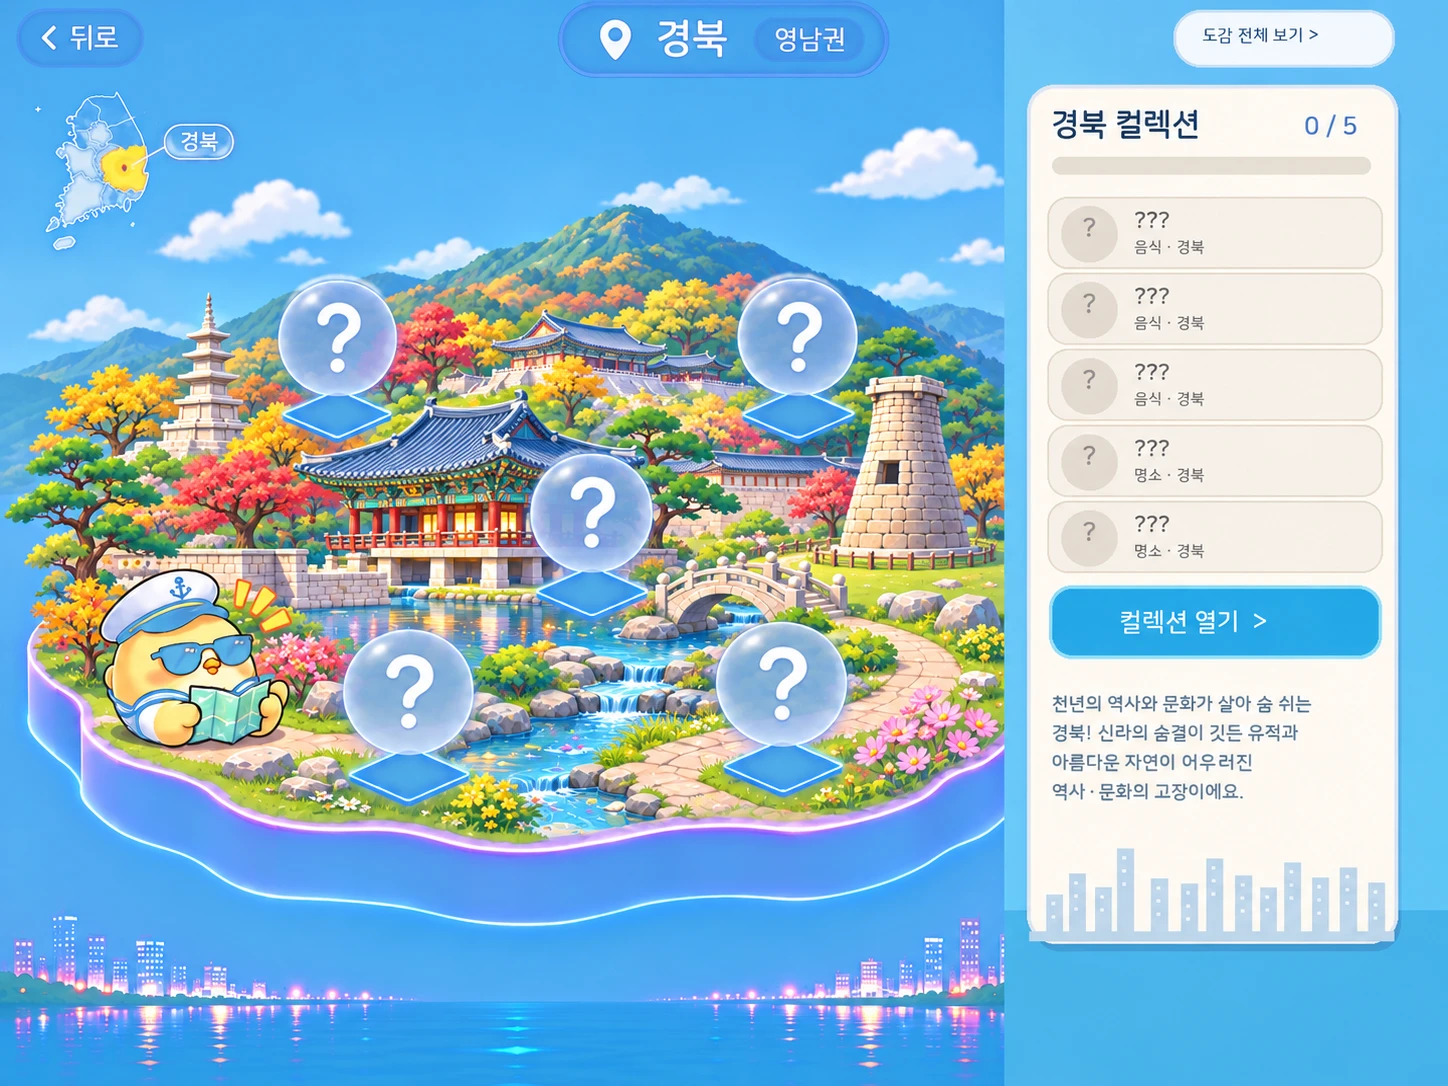 뒤로
경북 영남권
경북
도감 전체 보기 >
경북 컬렉션 0 / 5
?
???
음식 · 경북
?
???
음식 · 경북
?
???
음식 · 경북
?
???
명소 · 경북
?
???
명소 · 경북
컬렉션 열기 >
천년의 역사와 문화가 살아 숨 쉬는
경북! 신라의 숨결이 깃든 유적과
아름다운 자연이 어우러진
역사 · 문화의 고장이에요.
?
?
?
?
?